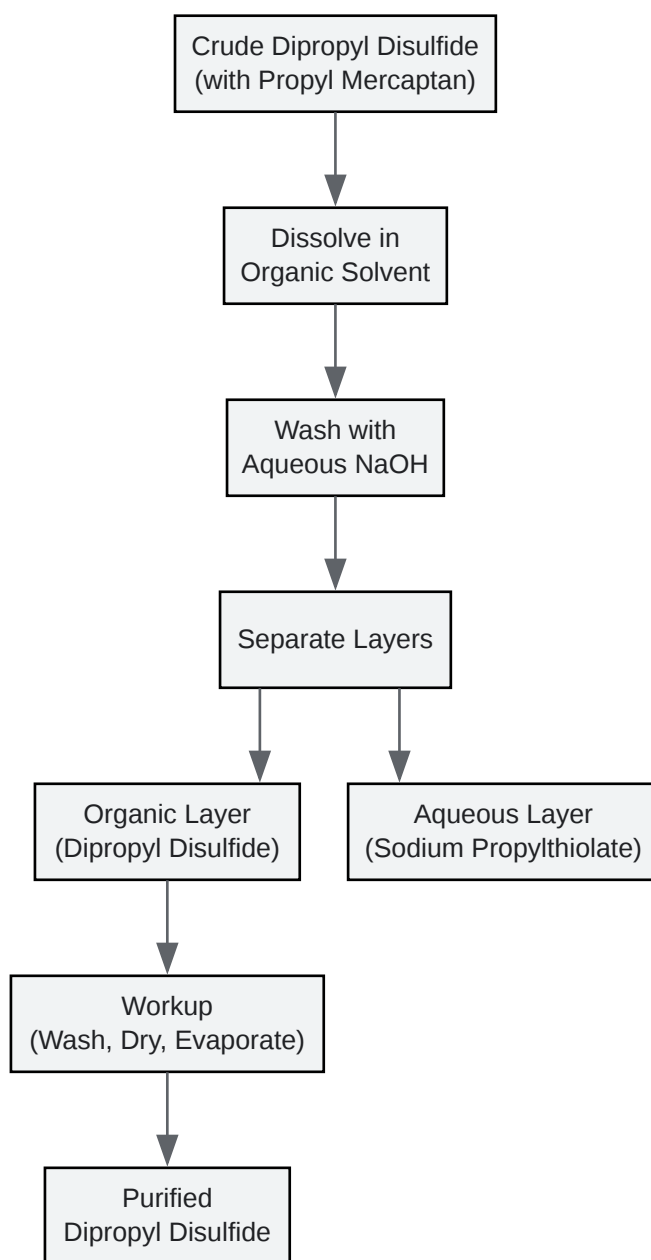 Crude Dipropyl Disulfide
(with Propyl Mercaptan)
Dissolve in
Organic Solvent
Wash with
Aqueous NaOH
Separate Layers
Organic Layer
(Dipropyl Disulfide)
Aqueous Layer
(Sodium Propylthiolate)
Workup
(Wash, Dry, Evaporate)
Purified
Dipropyl Disulfide